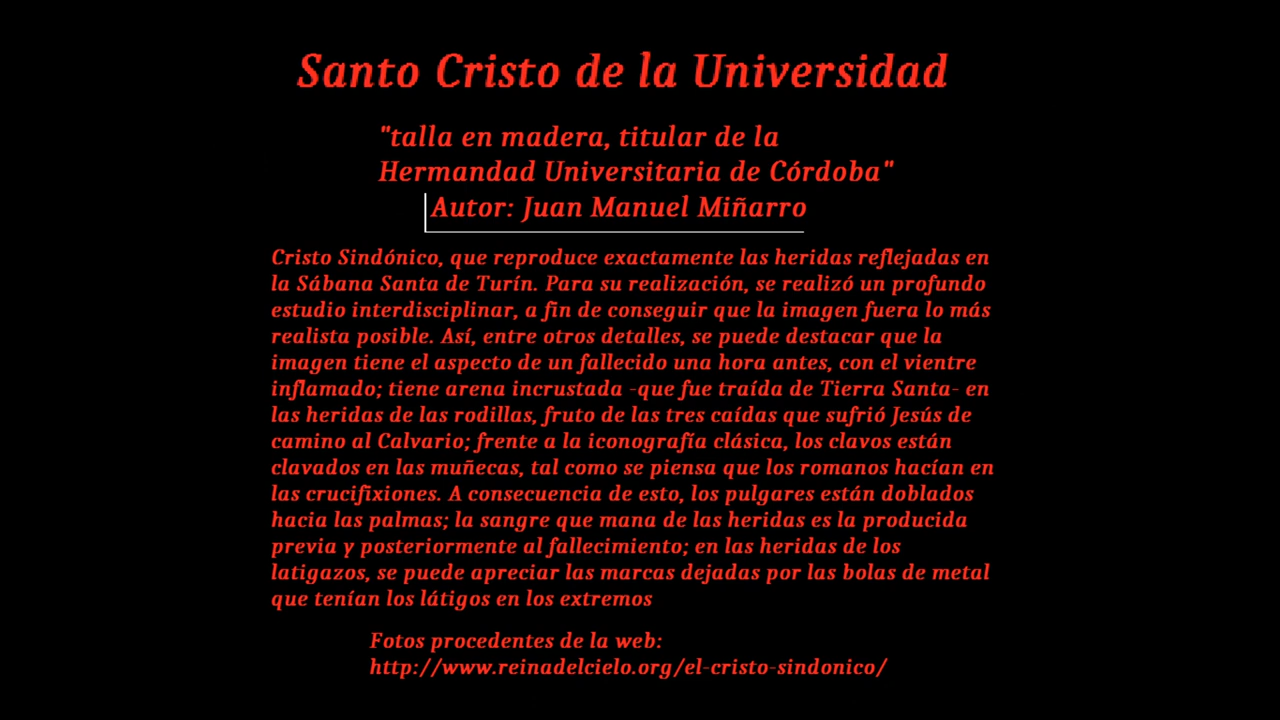 Santo Cristo de la Universidad
"talla en madera, titular de la
Hermandad Universitaria de Córdoba"
Autor: Juan Manuel Miñarro
Cristo Sindónico, que reproduce exactamente las heridas reflejadas en
la Sábana Santa de Turín. Para su realización, se realizó un profundo
estudio interdisciplinar, a fin de conseguir que la imagen fuera lo más
realista posible. Así, entre otros detalles, se puede destacar que la
imagen tiene el aspecto de un fallecido una hora antes, con el vientre
inflamado; tiene arena incrustada -que fue traída de Tierra Santa- en
las heridas de las rodillas, fruto de las tres caídas que sufrió Jesús de
camino al Calvario; frente a la iconografía clásica, los clavos están
clavados en las muñecas, tal como se piensa que los romanos hacían en
las crucifixiones. A consecuencia de esto, los pulgares están doblados
hacia las palmas; la sangre que mana de las heridas es la producida
previa y posteriormente al fallecimiento; en las heridas de los
latigazos, se puede apreciar las marcas dejadas por las bolas de metal
que tenían los látigos en los extremos
Fotos procedentes de la web:
http://www.reinadelcielo.org/el-cristo-sindonico/